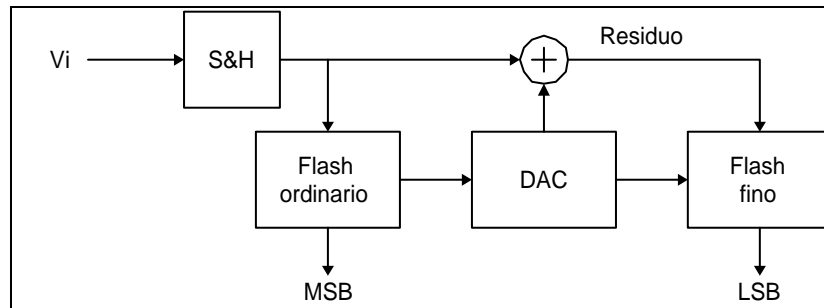 Residuo
Vi
S&H
+
Flash
ordinario
DAC
Flash
fino
MSB
LSB